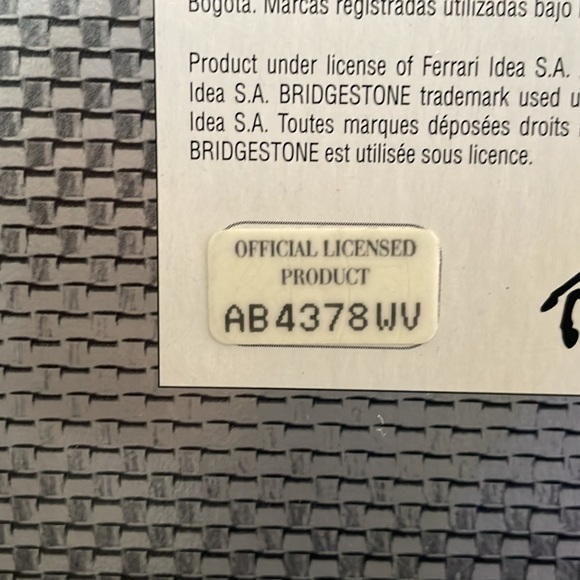 Bogotá. Marcas registradas utilizadas bajo
Product under license of Ferrari Idea S.A.
Idea S.A. BRIDGESTONE trademark used
Idea S.A. Toutes marques déposées droits
BRIDGESTONE est utilisée sous licence.
OFFICIAL LICENSED
PRODUCT
AB4378WV